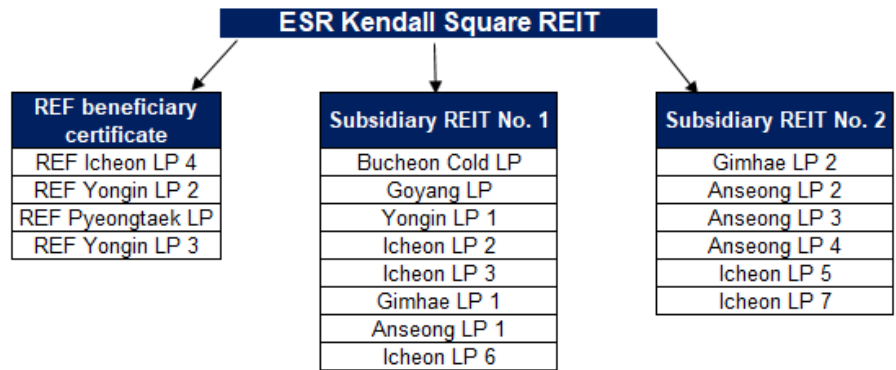 ESR Kendall Square REIT
REF beneficiary
certificate
REF Icheon LP 4
REF Yongin LP 2
REF Pyeongtaek LP
REF Yongin LP 3
Subsidiary REIT No. 1
Bucheon Cold LP
Goyang LP
Yongin LP 1
Icheon LP 2
Icheon LP 3
Gimhae LP 1
Anseong LP 1
Icheon LP 6
Subsidiary REIT No. 2
Gimhae LP 2
Anseong LP 2
Anseong LP 3
Anseong LP 4
Icheon LP 5
Icheon LP 7